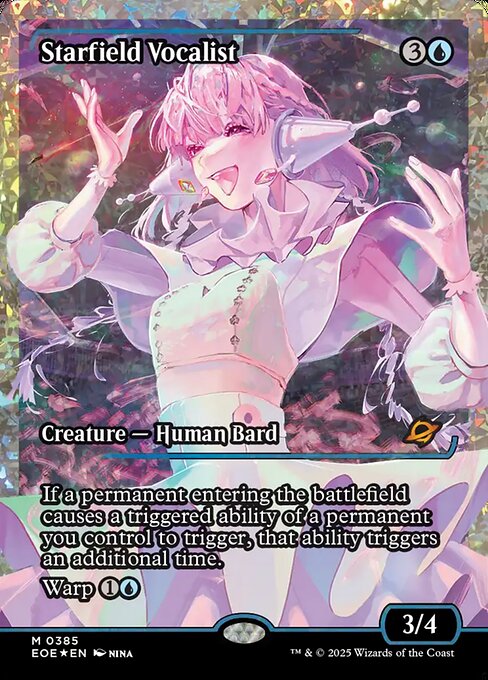 Starfield Vocalist 3
Creature — Human Bard
If a permanent entering the battlefield
causes a triggered ability of a permanent
you control to trigger, that ability triggers
an additional time.
Warp 1
3/4
M 0385
EOE★EN NINA
™ & © 2025 Wizards of the Coast